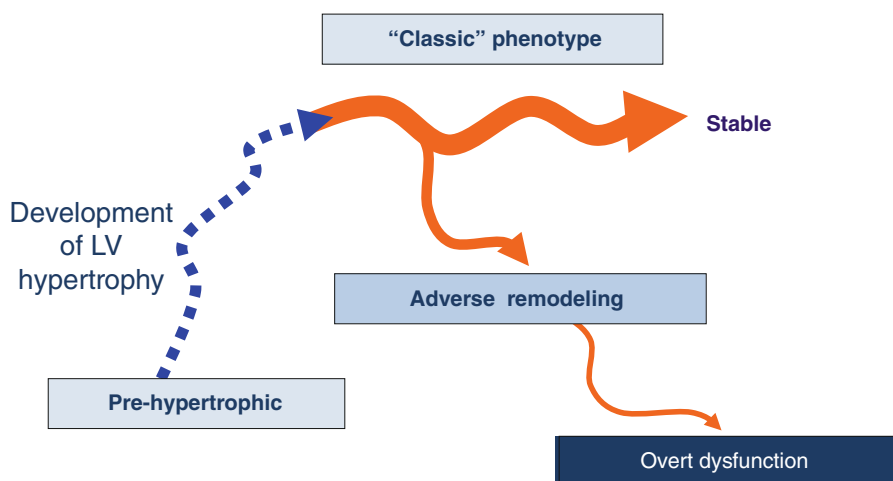 “Classic” phenotype
Stable
Development
of LV
hypertrophy
Adverse remodeling
Pre-hypertrophic
Overt dysfunction